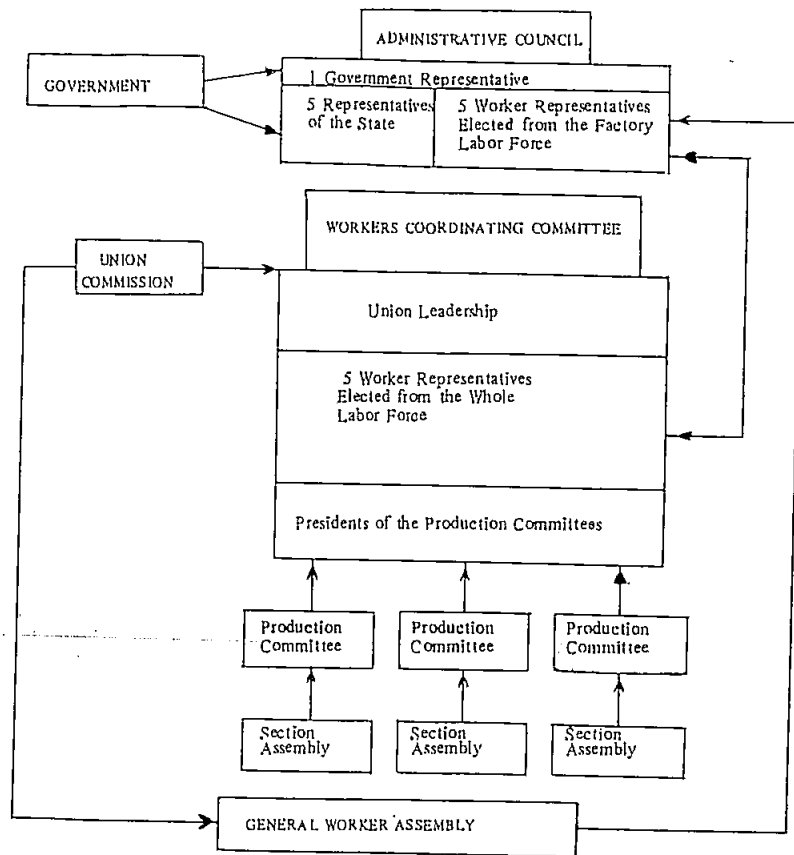 ADMINISTRATIVE COUNCIL
GOVERNMENT
1 Government Representative
5 Representatives
of the State
5 Worker Representatives
Elected from the Factory
Labor Force
WORKERS COORDINATING COMMITTEE
UNION
COMMISSION
Union Leadership
5 Worker Representatives
Elected from the Whole
Labor Force
Presidents of the Production Committees
Production
Committee
Production
Committee
Production
Committee
Section
Assembly
Section
Assembly
Section
Assembly
GENERAL WORKER ASSEMBLY